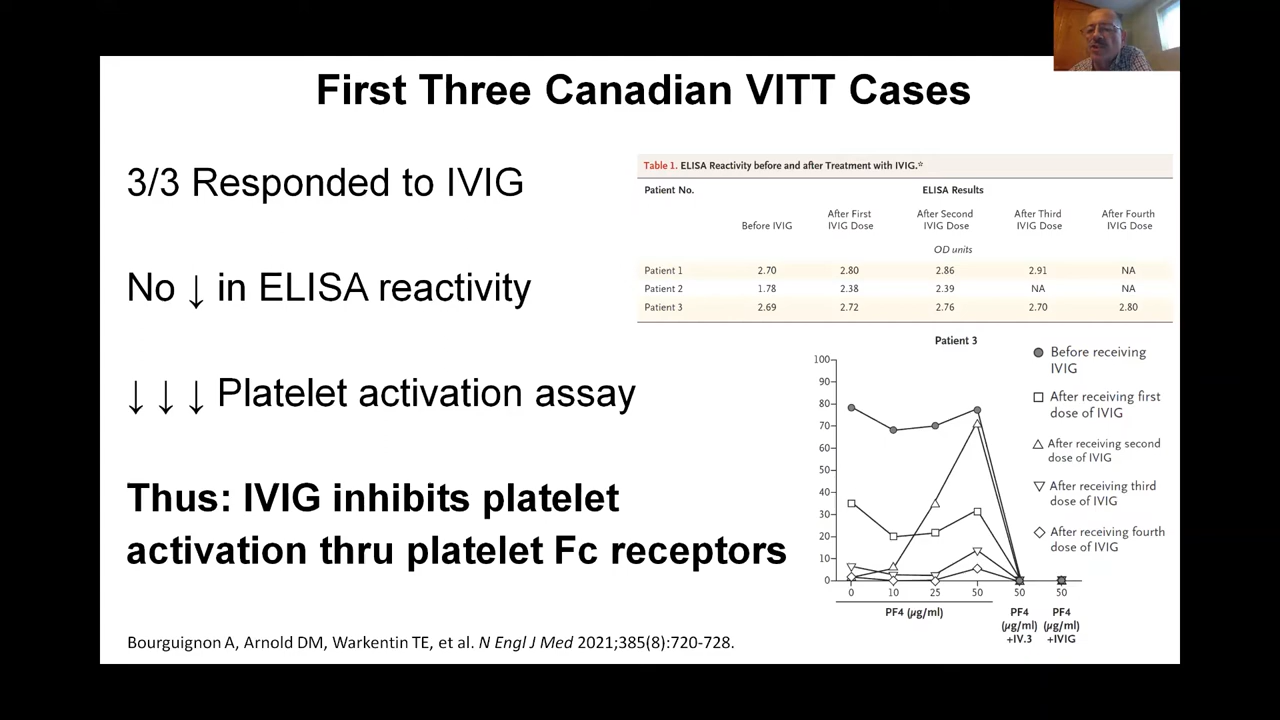 First Three Canadian VITT Cases
3/3 Responded to IVIG
No ↓ in ELISA reactivity
↓ ↓ ↓ Platelet activation assay
Thus: IVIG inhibits platelet
activation thru platelet Fc receptors
Bourguignon A, Arnold DM, Warkentin TE, et al. N Engl J Med 2021;385(8):720-728.
Table 1. ELISA Reactivity before and after Treatment with IVIG.*
Patient No. ELISA Results
Before IVIG After First IVIG Dose After Second IVIG Dose After Third IVIG Dose After Fourth IVIG Dose
OD units
Patient 1 2.70 2.80 2.86 2.91 NA
Patient 2 1.78 2.38 2.39 NA NA
Patient 3 2.69 2.72 2.76 2.70 2.80
Patient 3
100
90
80
70
60
50
40
30
20
10
0
0 10 25 50 50 50
PF4 (µg/ml)
PF4 (µg/ml) +IV.3
PF4 (µg/ml) +IVIG
Before receiving
IVIG
After receiving first
dose of IVIG
After receiving second
dose of IVIG
After receiving third
dose of IVIG
After receiving fourth
dose of IVIG